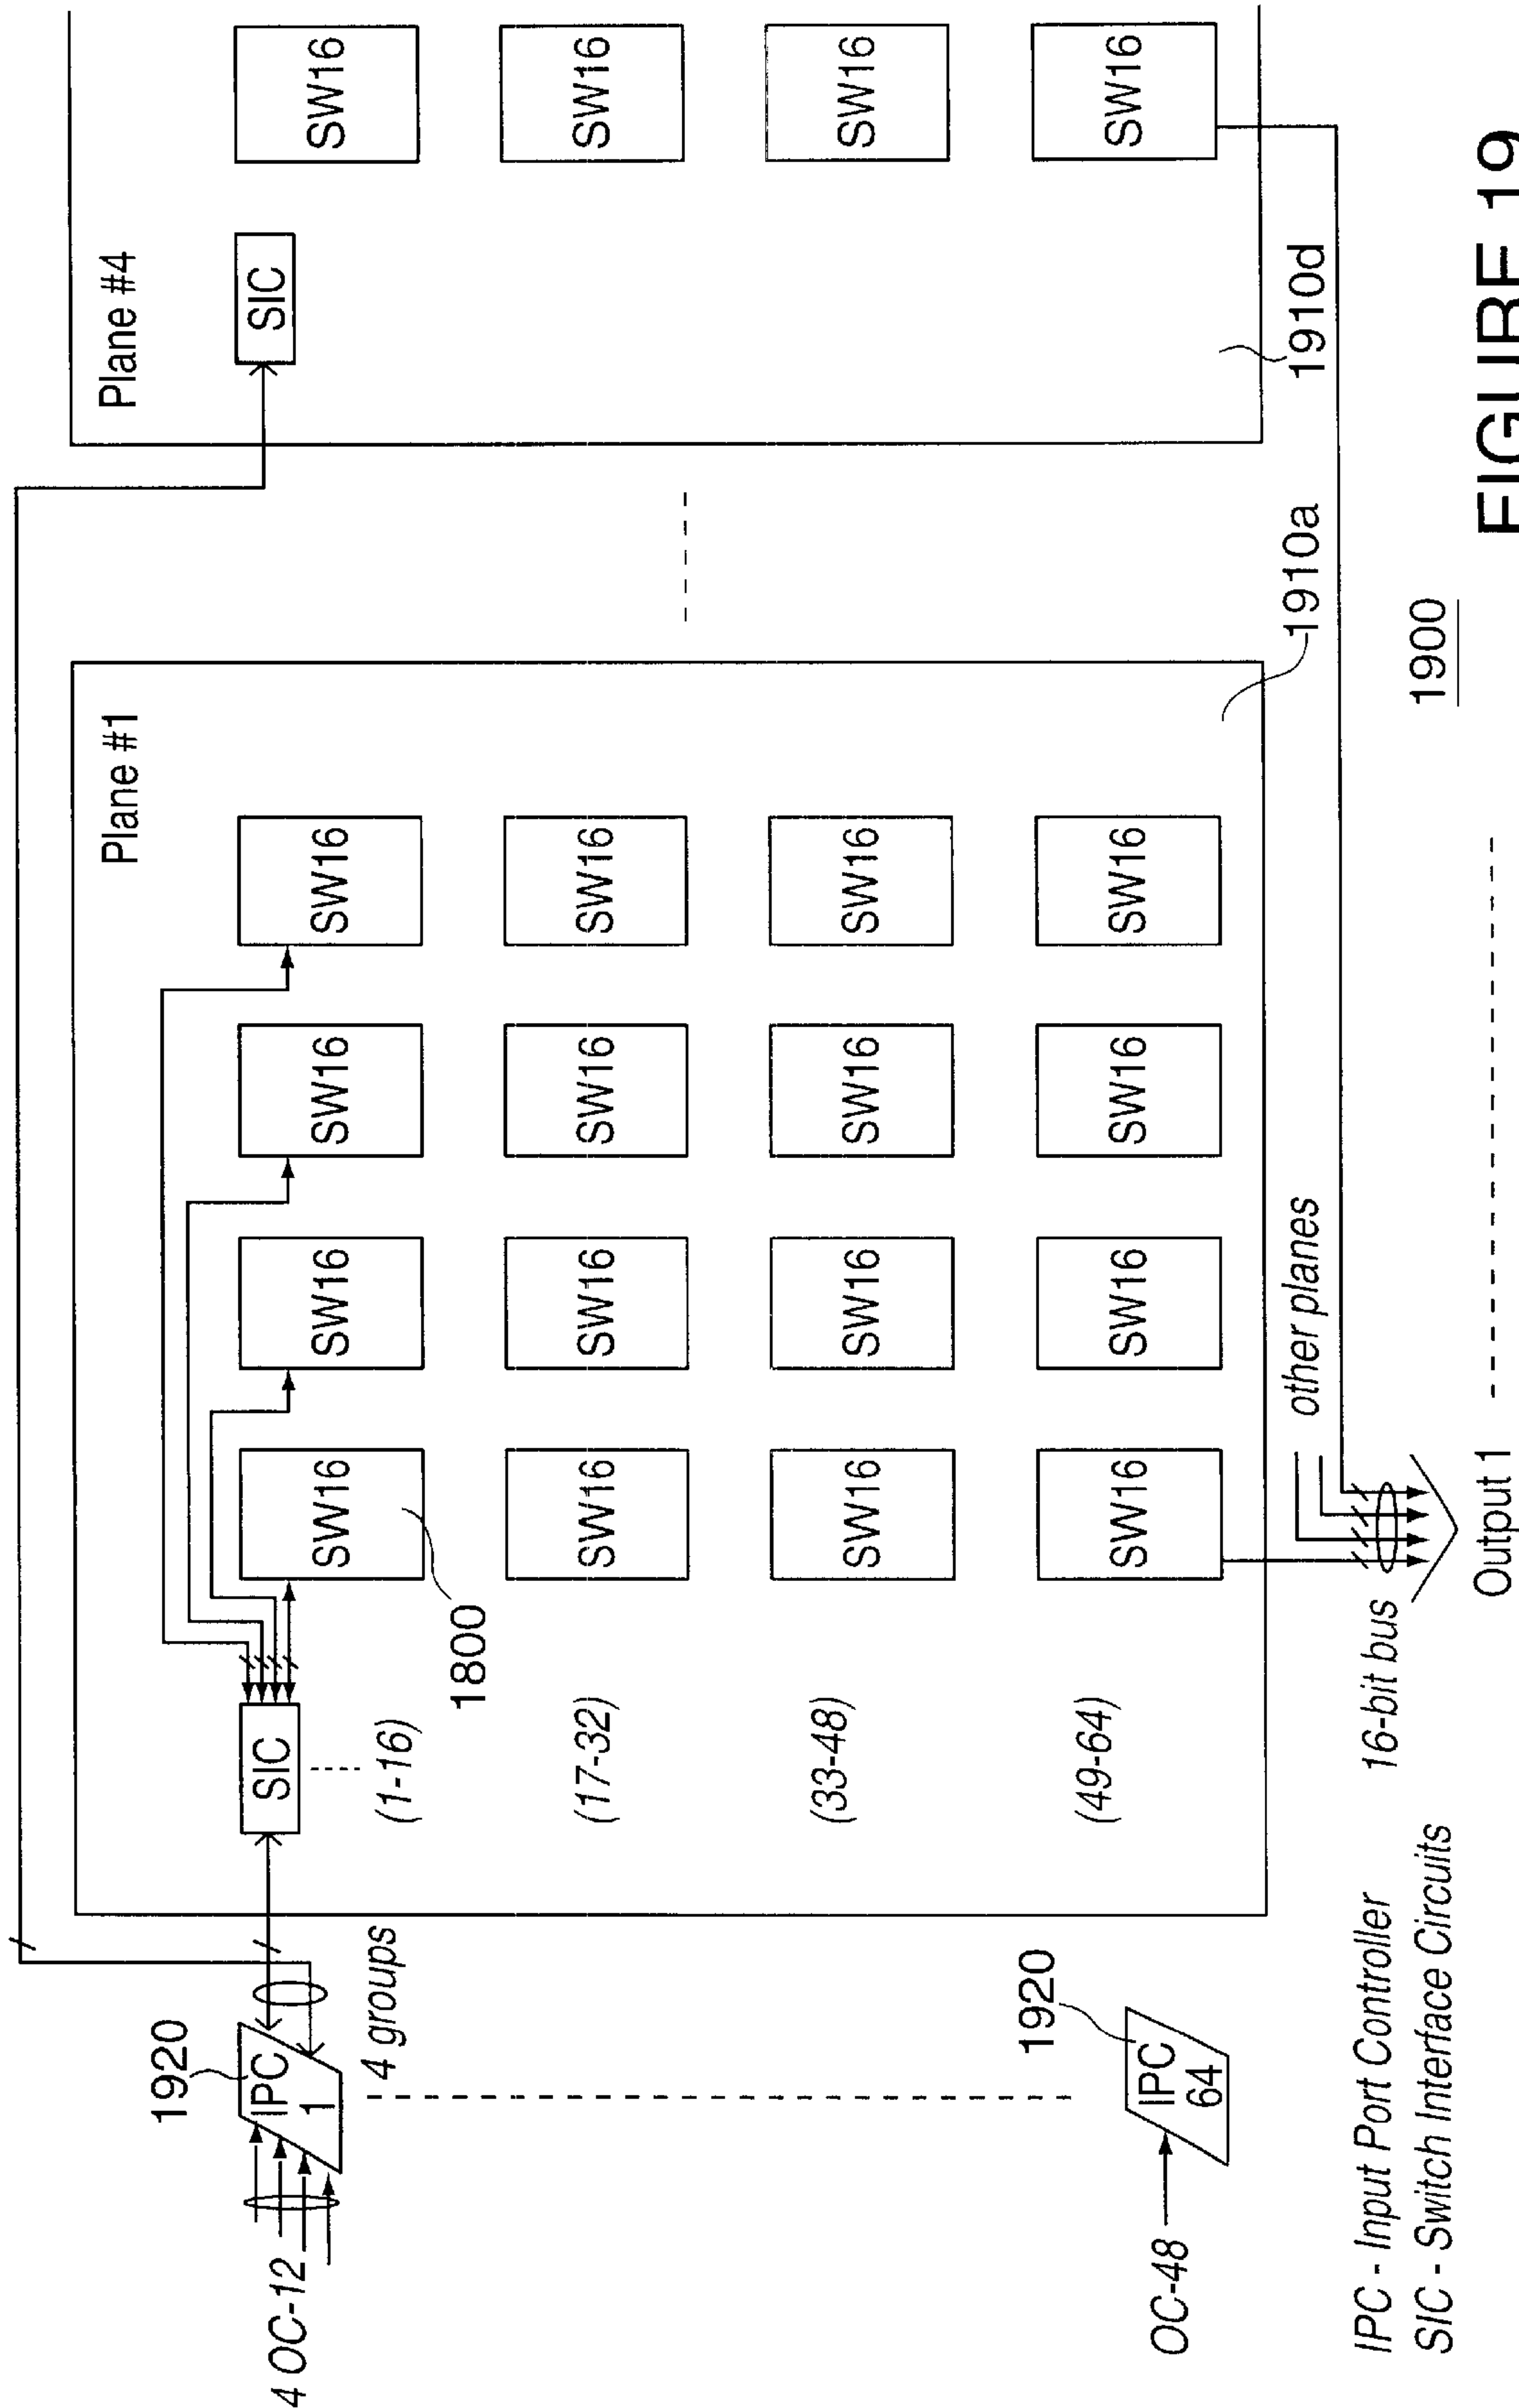 Plane #1
Plane #4
1920
4 OC-12
IPC
1
4 groups
SIC
SW16
SW16
SW16
SW16
SIC
SW16
1800
(1-16)
(17-32)
SW16
SW16
SW16
SW16
SW16
(33-48)
SW16
SW16
SW16
SW16
SW16
1920
OC-48
IPC
64
(49-64)
SW16
SW16
SW16
SW16
SW16
1910a
1910d
other planes
16-bit bus
Output 1
IPC - Input Port Controller
SIC - Switch Interface Circuits
1900
FIGURE 19